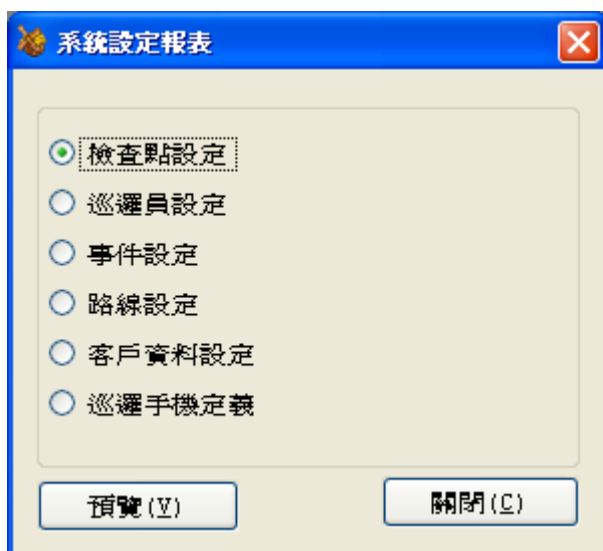 系統設定報表
檢查點設定
巡邏員設定
事件設定
路線設定
客戶資料設定
巡邏手機定義
預覽(V) 關閉(C)